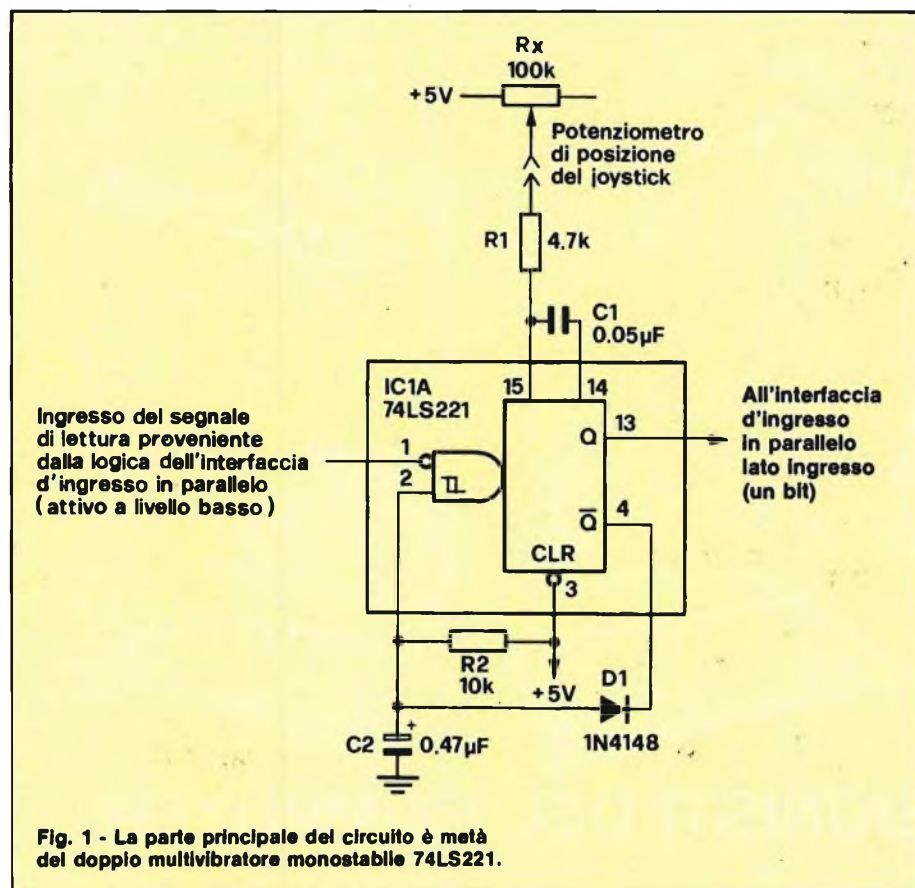 Rx
100k
+5V
Potenziometro
di posizione
del joystick
R1
4.7k
C1
0.05µF
IC1A
74LS221
15
14
Ingresso del segnale
di lettura proveniente
dalla logica dell'interfaccia
d'ingresso in parallelo
(attivo a livello basso)
1
2
Q
13
All'interfaccia
d'ingresso
in parallelo
lato ingresso
(un bit)
Q̅
4
CLR
3
R2
10k
+5V
D1
1N4148
C2
+
0.47µF
Fig. 1 - La parte principale del circuito è metà
del doppio multivibratore monostabile 74LS221.